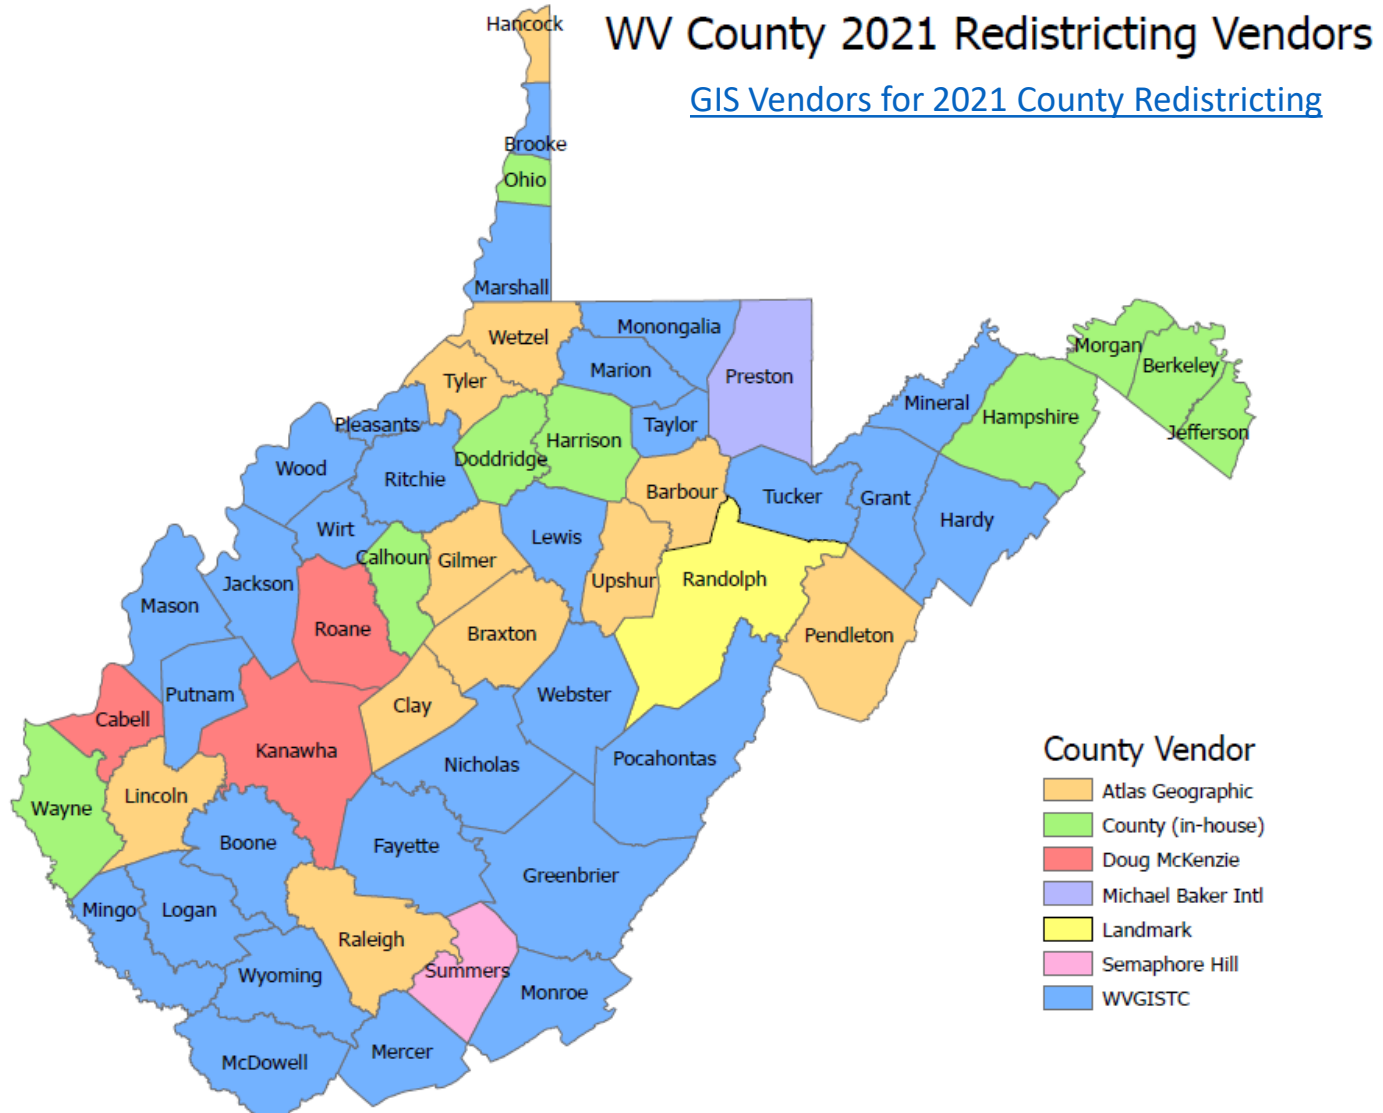 WV County 2021 Redistricting Vendors
GIS Vendors for 2021 County Redistricting
Hancock
Brooke
Ohio
Marshall
Wetzel
Monongalia
Marion
Preston
Tyler
Morgan
Berkeley
Jefferson
Mineral
Hampshire
Pleasants
Taylor
Harrison
Doddridge
Wood
Ritchie
Barbour
Tucker
Grant
Hardy
Wirt
Lewis
Calhoun
Gilmer
Upshur
Randolph
Jackson
Mason
Roane
Braxton
Pendleton
Putnam
Webster
Clay
Cabell
Kanawha
Nicholas
Pocahontas
Wayne
Lincoln
Boone
Fayette
Greenbrier
Mingo
Logan
Raleigh
Summers
Wyoming
Monroe
McDowell
Mercer
County Vendor
Atlas Geographic
County (in-house)
Doug McKenzie
Michael Baker Intl
Landmark
Semaphore Hill
WVGISTC